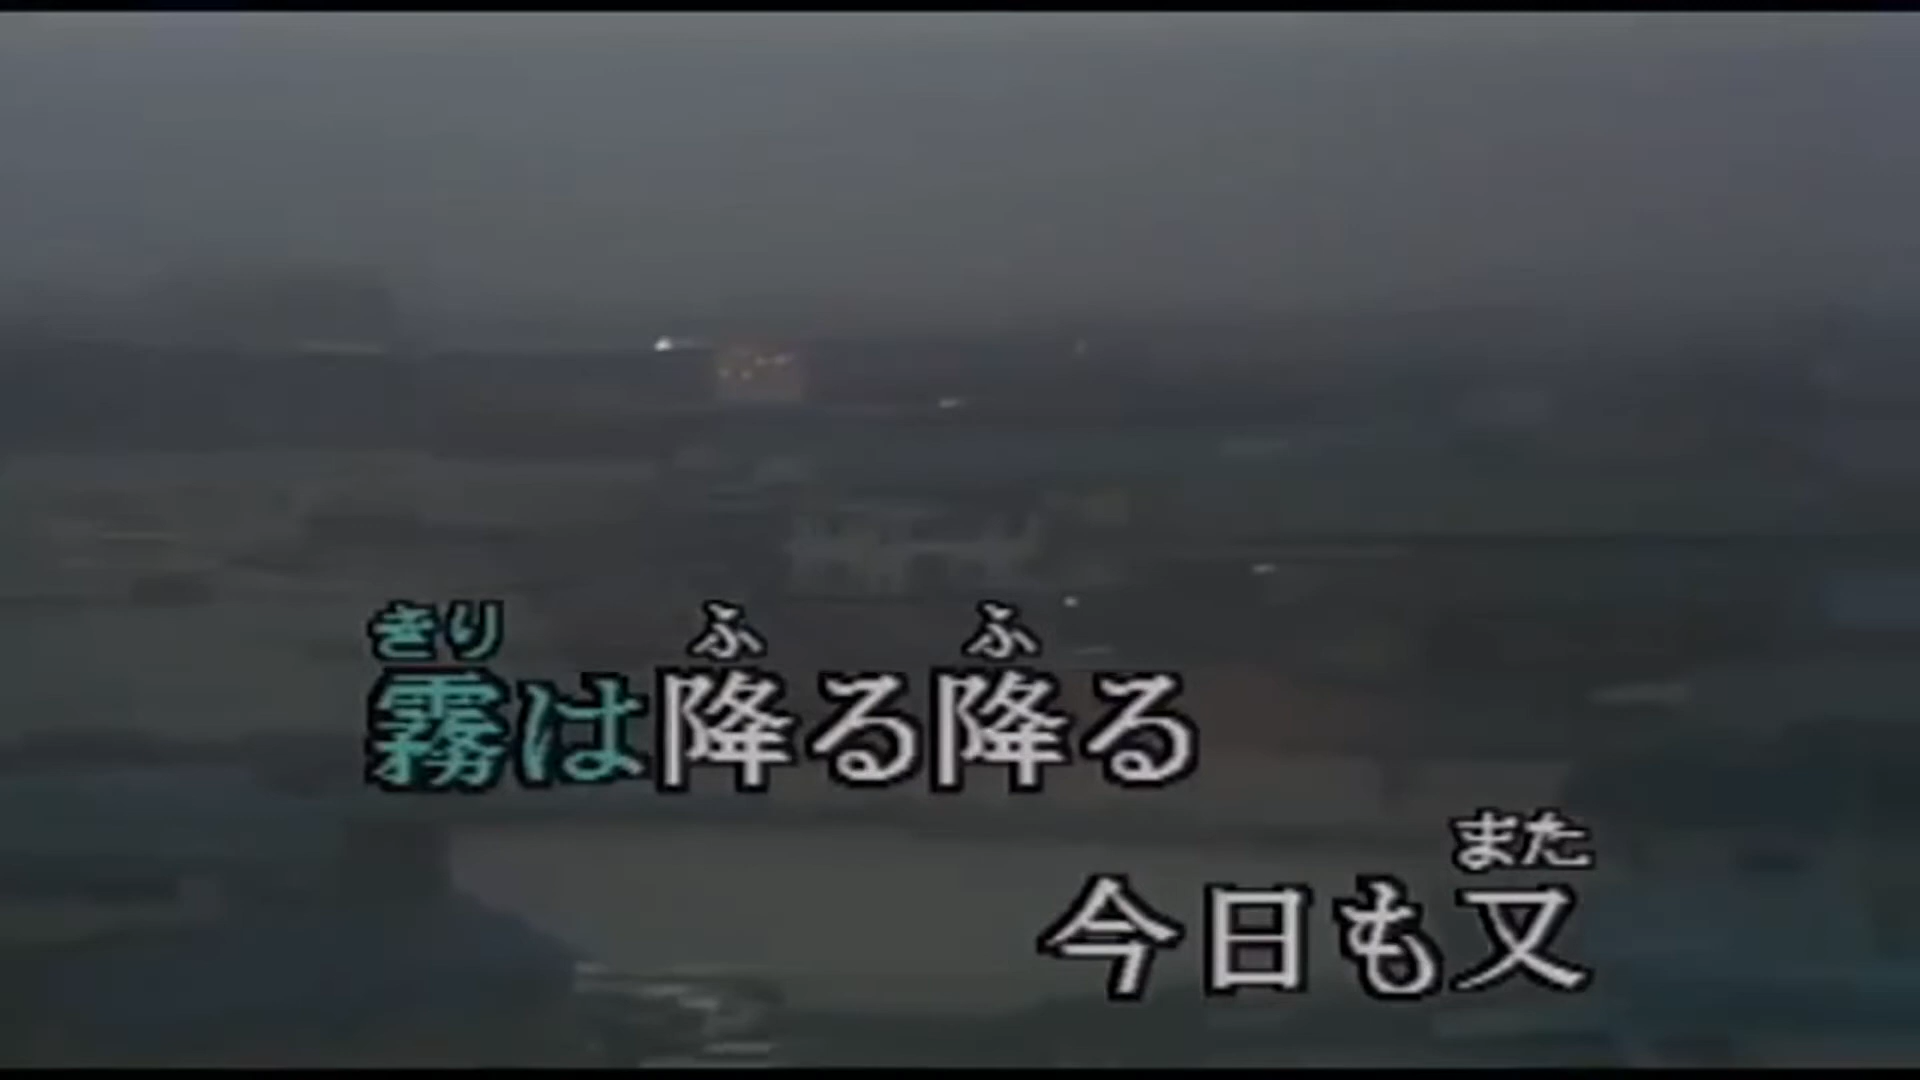 きり ふ ふ
霧は降る降る
また
今日も又